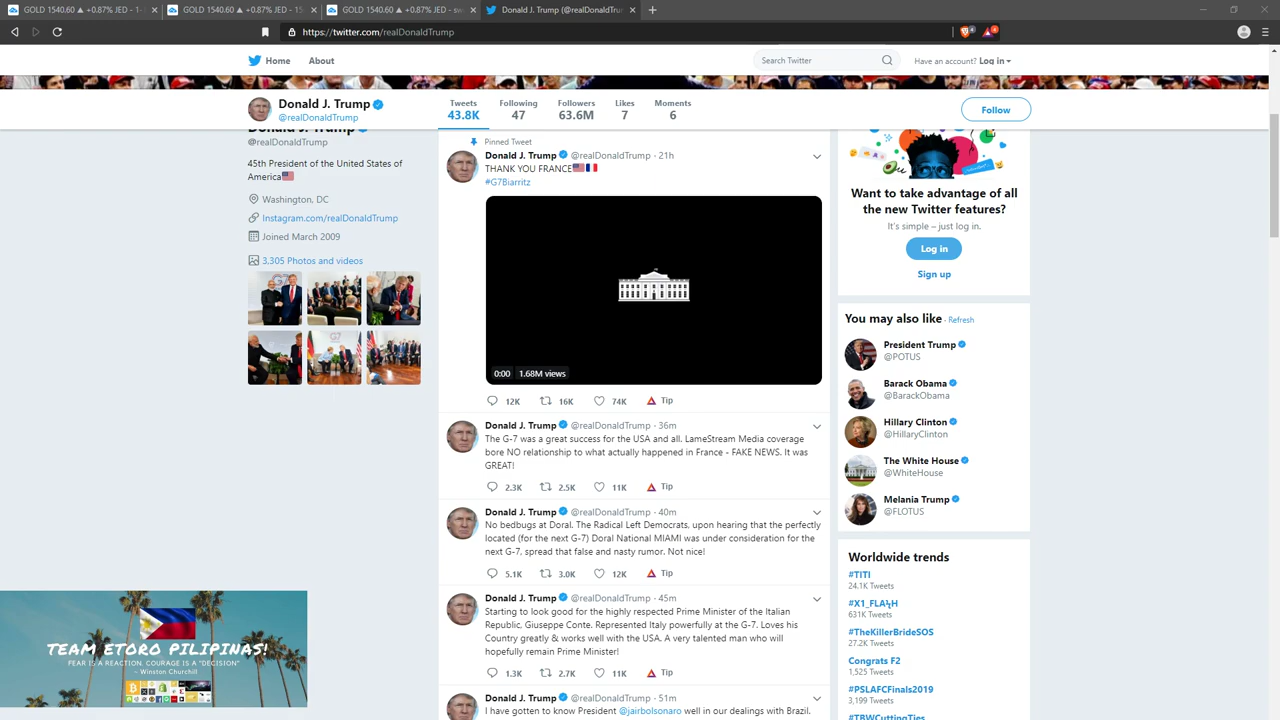 GOLD 1540.60 ▲ +0.87% JED - 1-
GOLD 1540.60 ▲ +0.87% JED - 15
GOLD 1540.60 ▲ +0.87% JED - sw
Donald J. Trump (@realDonaldTrum
https://twitter.com/realDonaldTrump
Home
About
Search Twitter
Have an account? Log in
Donald J. Trump
@realDonaldTrump
Tweets
43.8K
Following
47
Followers
63.6M
Likes
7
Moments
6
Follow
Donald J. Trump
@realDonaldTrump
45th President of the United States of
America🇺🇸
Washington, DC
Instagram.com/realDonaldTrump
Joined March 2009
3,305 Photos and videos
Pinned Tweet
Donald J. Trump @realDonaldTrump · 21h
THANK YOU FRANCE🇺🇸🇫🇷
#G7Biarritz
0:00 1.68M views
12K 16K 74K Tip
Donald J. Trump @realDonaldTrump · 36m
The G-7 was a great success for the USA and all. LameStream Media coverage
bore NO relationship to what actually happened in France - FAKE NEWS. It was
GREAT!
2.3K 2.5K 11K Tip
Donald J. Trump @realDonaldTrump · 40m
No bedbugs at Doral. The Radical Left Democrats, upon hearing that the perfectly
located (for the next G-7) Doral National MIAMI was under consideration for the
next G-7, spread that false and nasty rumor. Not nice!
5.1K 3.0K 12K Tip
Donald J. Trump @realDonaldTrump · 45m
Starting to look good for the highly respected Prime Minister of the Italian
Republic, Giuseppe Conte. Represented Italy powerfully at the G-7. Loves his
Country greatly & works well with the USA. A very talented man who will
hopefully remain Prime Minister!
1.3K 2.7K 11K Tip
Donald J. Trump @realDonaldTrump · 51m
I have gotten to know President @jairbolsonaro well in our dealings with Brazil.
Want to take advantage of all
the new Twitter features?
It's simple – just log in.
Log in
Sign up
You may also like · Refresh
President Trump
@POTUS
Barack Obama
@BarackObama
Hillary Clinton
@HillaryClinton
The White House
@WhiteHouse
Melania Trump
@FLOTUS
Worldwide trends
#TITI
24.1K Tweets
#X1_FLAϞH
631K Tweets
#TheKillerBrideSOS
27.2K Tweets
Congrats F2
1,525 Tweets
#PSLAFCFinals2019
3,199 Tweets
#TBWCuttingTies
TEAM ETORO PILIPINAS!
FEAR IS A REACTION. COURAGE IS A "DECISION"
~ Winston Churchill